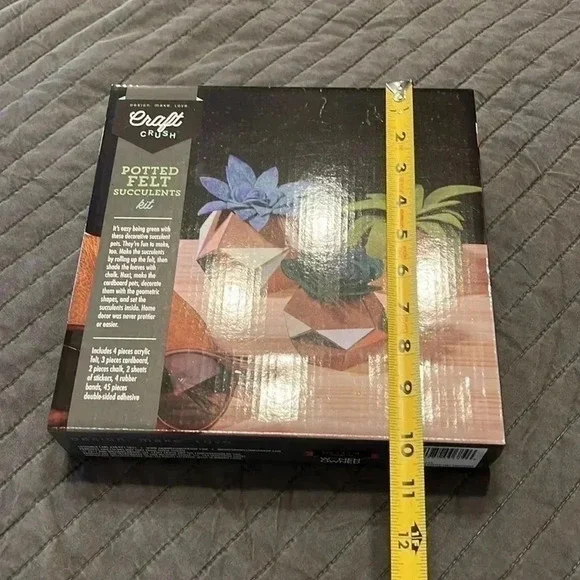 design. make. love
Craft
CRUSH
POTTED
FELT
SUCCULENTS
kit
It's easy being green with
these decorative succulent
pots. They're fun to make,
too. Make the succulents
by rolling up the felt, then
shade the leaves with
chalk. Next, make the
cardboard pots, decorate
them with the geometric
shapes, and set the
succulents inside. Home
decor was never prettier
or easier.
Includes 4 pieces acrylic
felt, 3 pieces cardboard,
2 pieces chalk, 2 sheets
of stickers, 4 rubber
bands, 45 pieces
double-sided adhesive
design. make. love
2
3
4
5
6
7
8
9
10
11
12